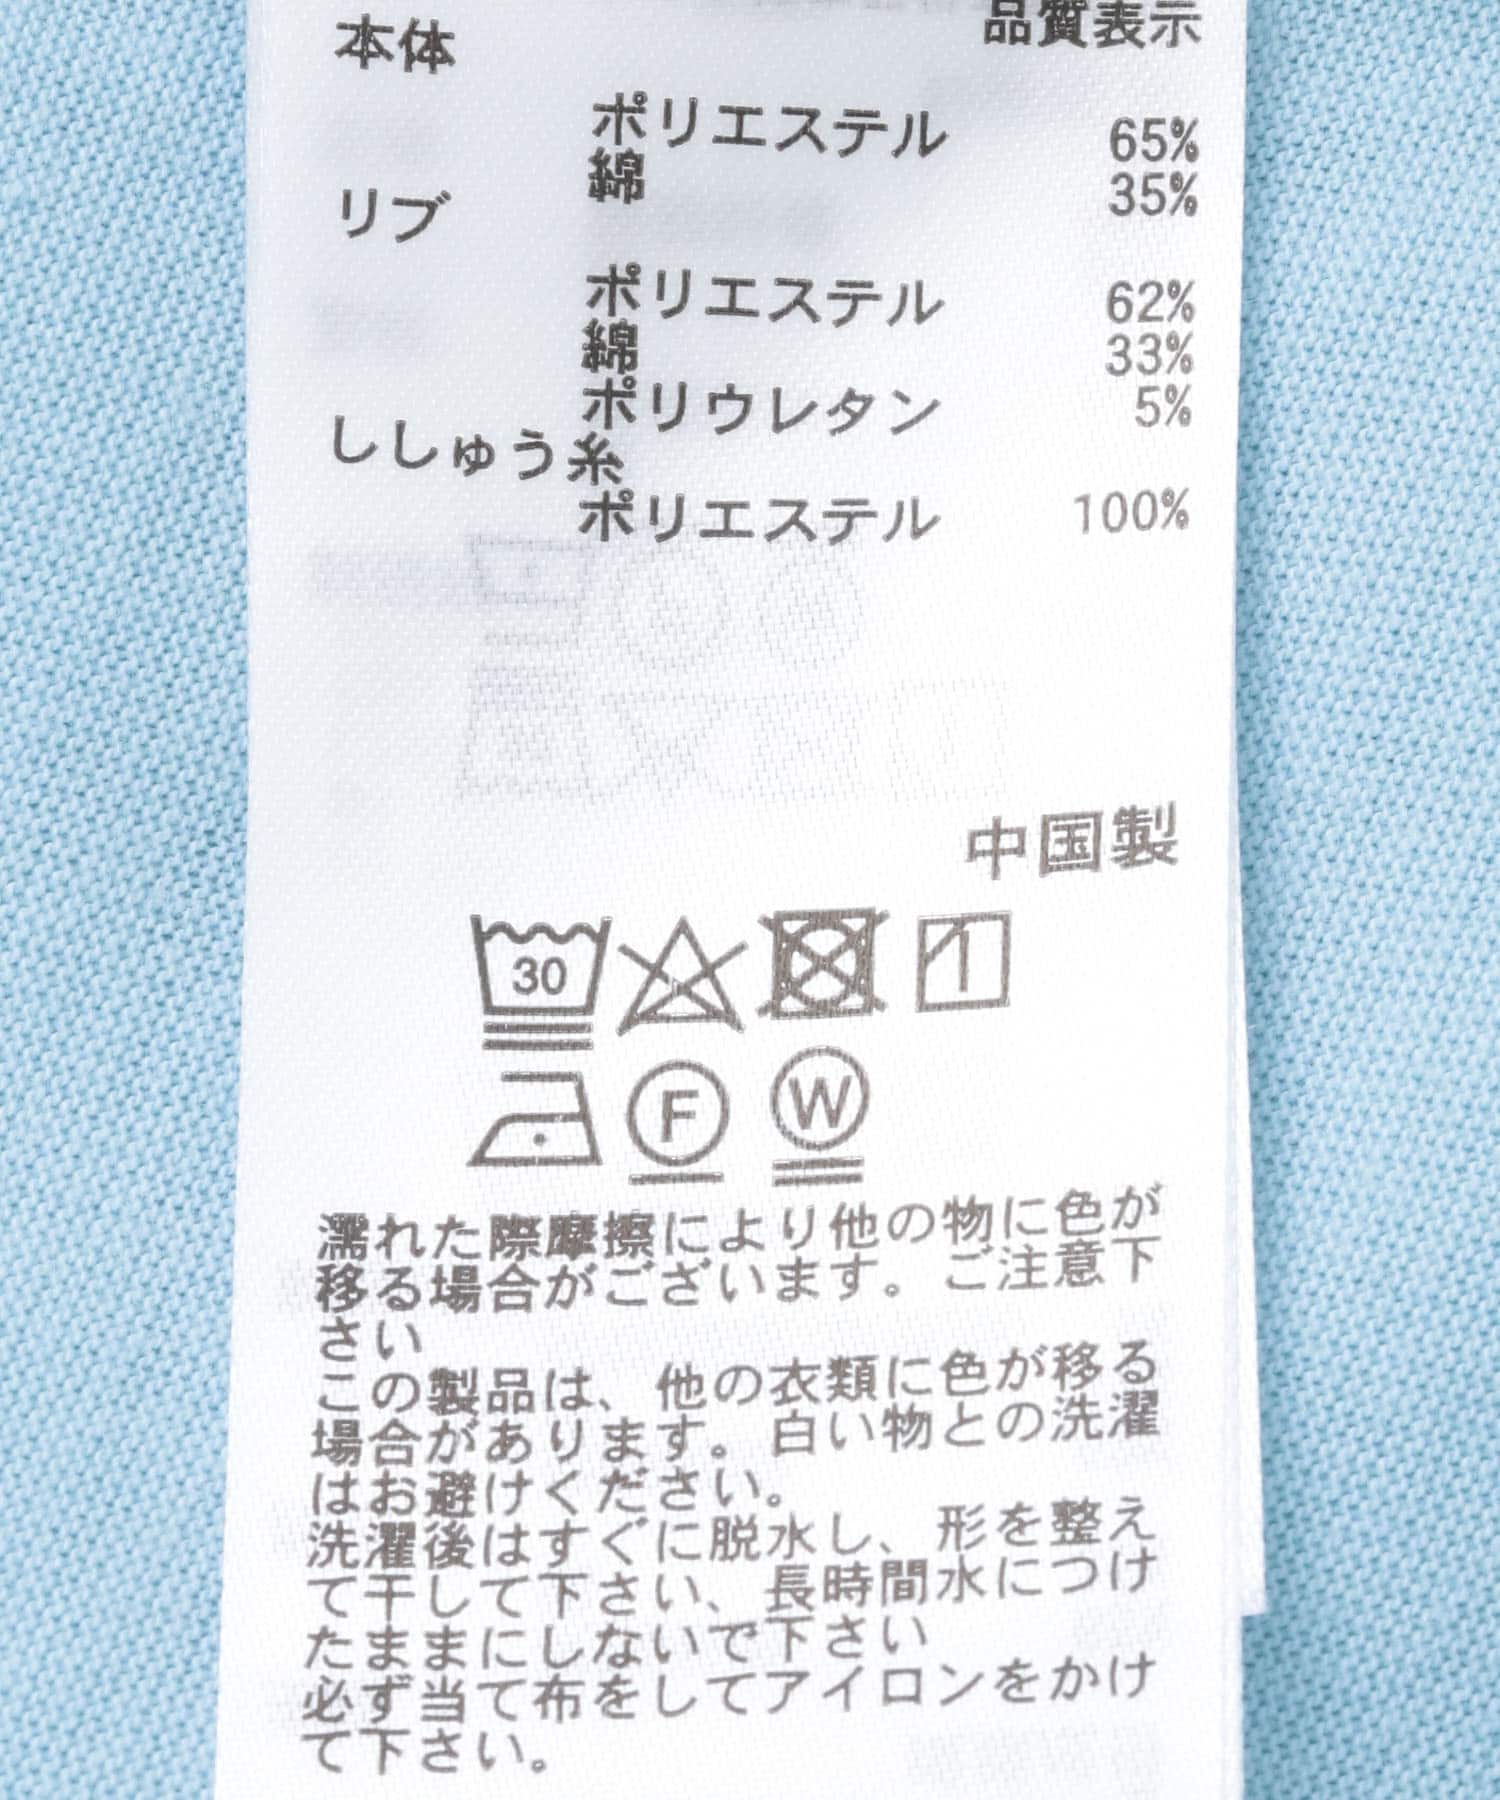 品質表示
本体
ポリエステル 65%
綿 35%
リブ
ポリエステル 62%
綿 33%
ポリウレタン 5%
ししゅう糸
ポリエステル 100%
中国製
30
F W
濡れた際摩擦により他の物に色が
移る場合がございます。ご注意下
さい
この製品は、他の衣類に色が移る
場合があります。白い物との洗濯
はお避けください。
洗濯後はすぐに脱水し、形を整え
て干して下さい、長時間水につけ
たままにしないで下さい
必ず当て布をしてアイロンをかけ
て下さい。